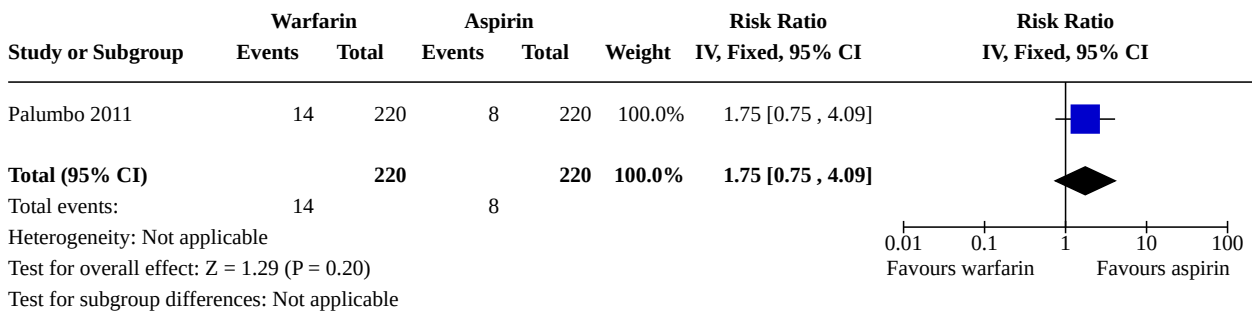 Warfarin Aspirin Risk Ratio Risk Ratio
Study or Subgroup Events Total Events Total Weight IV, Fixed, 95% CI IV, Fixed, 95% CI
Palumbo 2011 14 220 8 220 100.0% 1.75 [0.75 , 4.09]
Total (95% CI) 220 220 100.0% 1.75 [0.75 , 4.09]
Total events: 14 8
Heterogeneity: Not applicable 0.01 0.1 1 10 100
Test for overall effect: Z = 1.29 (P = 0.20) Favours warfarin Favours aspirin
Test for subgroup differences: Not applicable